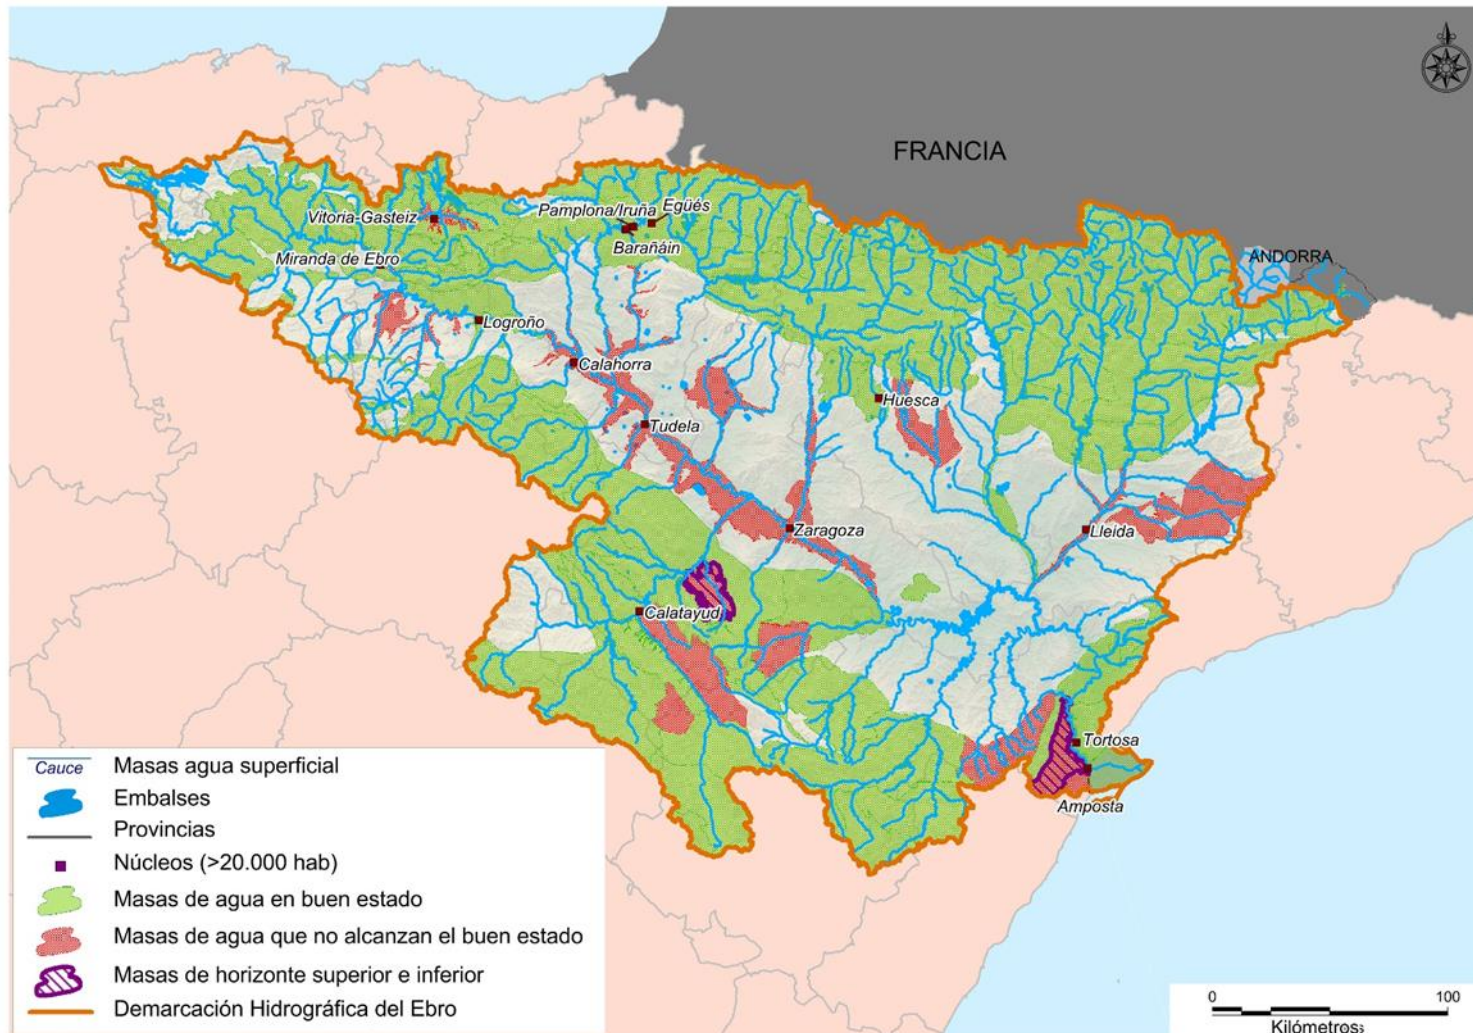 FRANCIA
ANDORRA
Vitoria-Gasteiz
Pamplona/Iruña
Egüés
Barañáin
Miranda de Ebro
Logroño
Calahorra
Tudela
Huesca
Zaragoza
Lleida
Calatayud
Tortosa
Amposta
Cauce Masas agua superficial
Embalses
Provincias
Núcleos (>20.000 hab)
Masas de agua en buen estado
Masas de agua que no alcanzan el buen estado
Masas de horizonte superior e inferior
Demarcación Hidrográfica del Ebro
0 100
Kilómetros